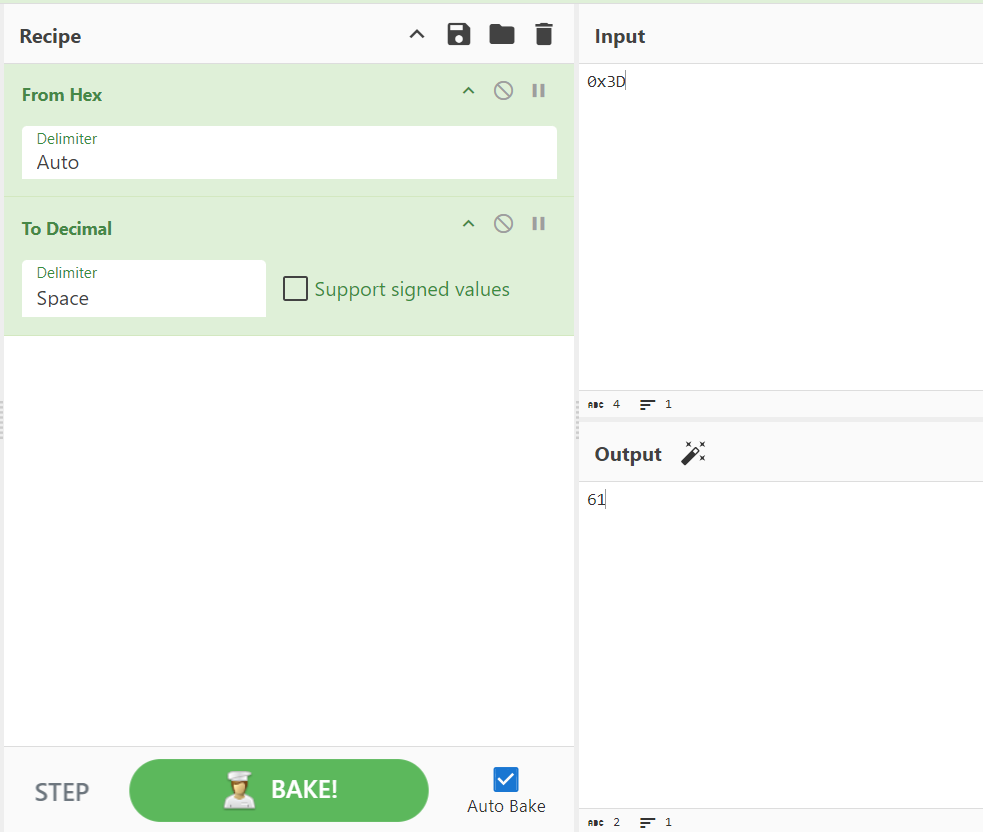 Recipe
From Hex
Delimiter
Auto
To Decimal
Delimiter
Space
Support signed values
STEP
BAKE!
Auto Bake
Input
0x3D
ABC 4 1
Output
61
ABC 2 1